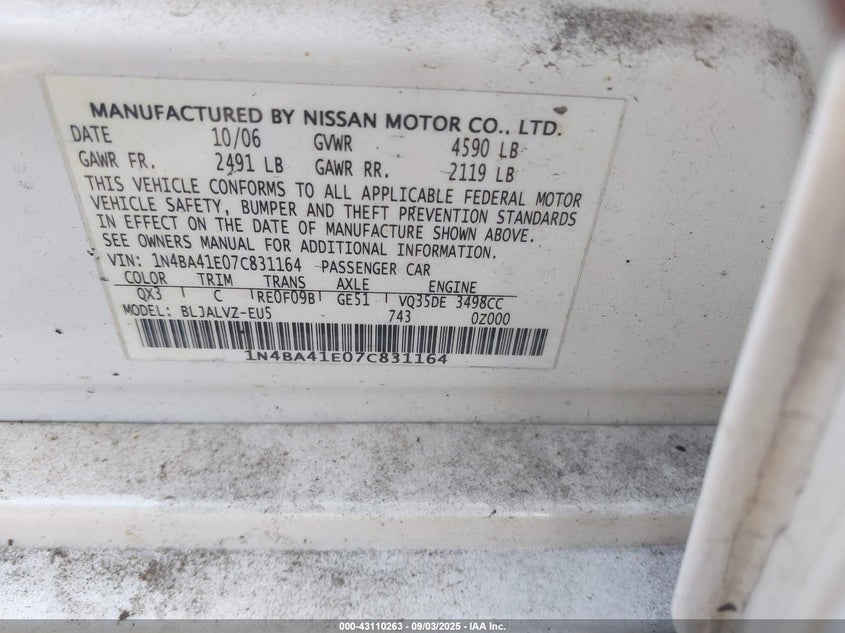 MANUFACTURED BY NISSAN MOTOR CO., LTD.
DATE 10/06 GVWR 4590 LB
GAWR FR. 2491 LB GAWR RR. 2119 LB
THIS VEHICLE CONFORMS TO ALL APPLICABLE FEDERAL MOTOR
VEHICLE SAFETY, BUMPER AND THEFT PREVENTION STANDARDS
IN EFFECT ON THE DATE OF MANUFACTURE SHOWN ABOVE.
SEE OWNERS MANUAL FOR ADDITIONAL INFORMATION.
VIN: 1N4BA41E07C831164 PASSENGER CAR
COLOR TRIM TRANS AXLE ENGINE
QX3 C RE0F09B GE51 VQ35DE 3498CC
MODEL: BLJALVZ-EU5 743 0Z000
1N4BA41E07C831164
000-43110263 - 09/03/2025 - IAA Inc.